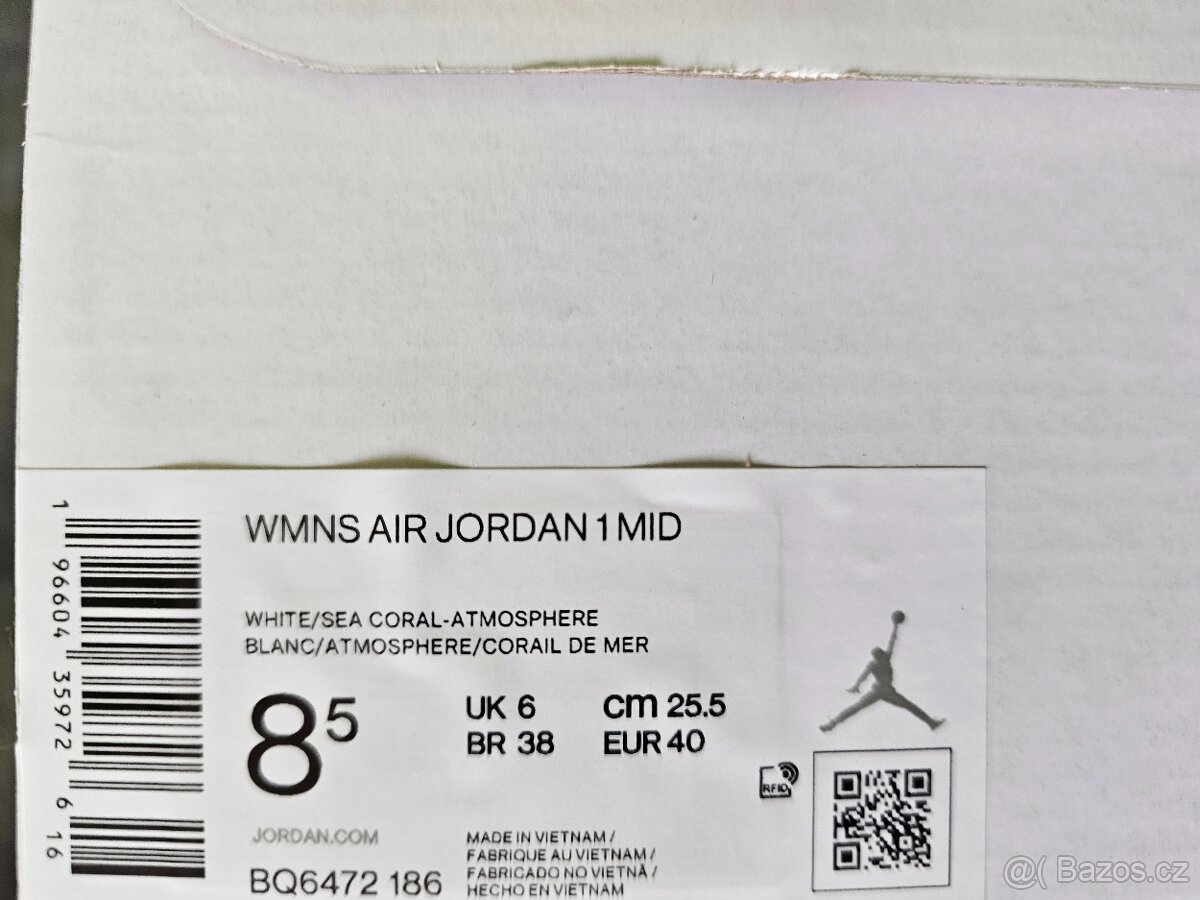 WMNS AIR JORDAN 1 MID
WHITE/SEA CORAL-ATMOSPHERE
BLANC/ATMOSPHERE/CORAIL DE MER
8 5
UK 6 cm 25.5
BR 38 EUR 40
RFID
JORDAN.COM
BQ6472 186
MADE IN VIETNAM /
FABRIQUE AU VIETNAM /
FABRICADO NO VIETNÃ /
HECHO EN VIETNAM
1 96604 35972 6 16
@( Bazos.cz